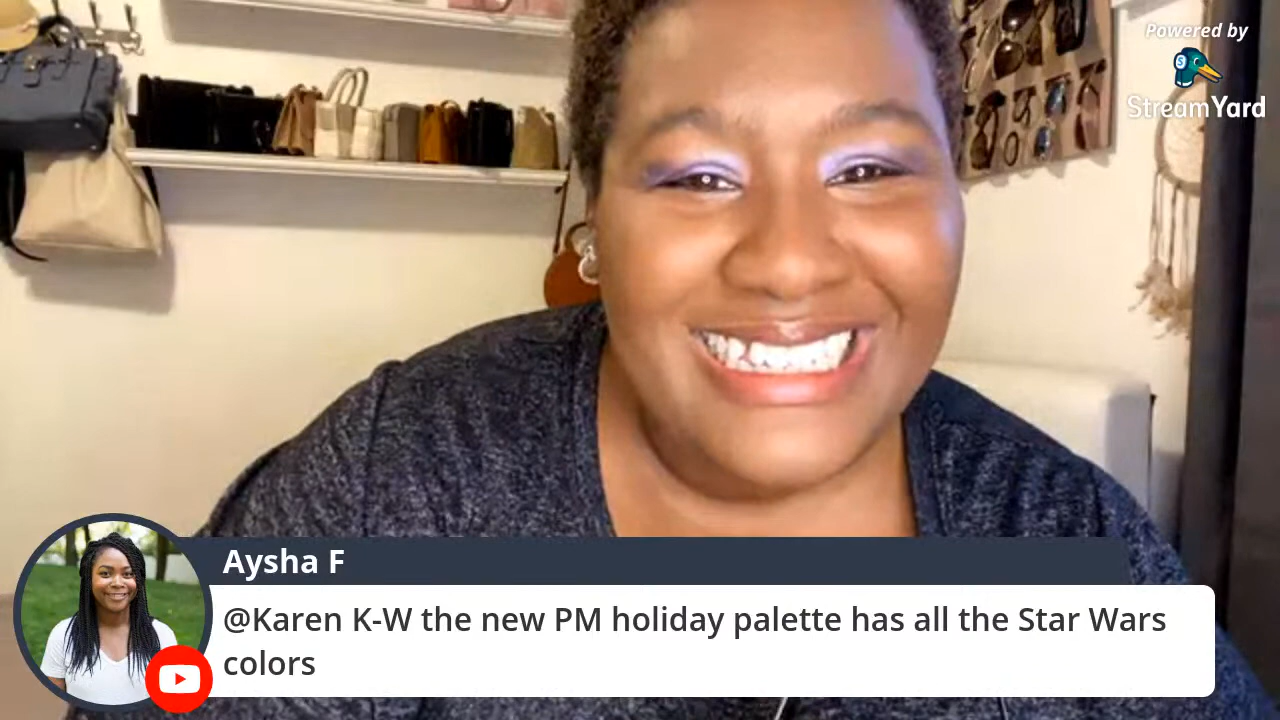 Powered by
StreamYard
Aysha F
@Karen K-W the new PM holiday palette has all the Star Wars
colors